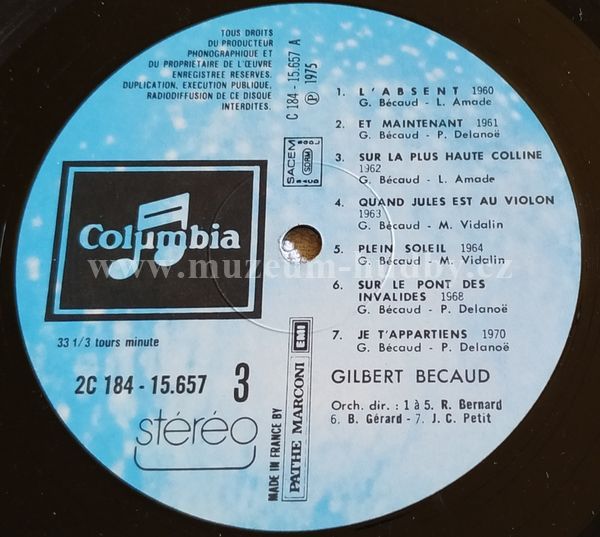 TOUS DROITS
DU PRODUCTEUR
PHONOGRAPHIQUE ET
DU PROPRIETAIRE DE L'ŒUVRE
ENREGISTREE RESERVES.
DUPLICATION, EXECUTION PUBLIQUE,
RADIODIFFUSION DE CE DISQUE
INTERDITES.
C 184 - 15.657 A
Ⓟ 1975
SACEM
SDRM
Columbia
33 1/3 tours minute
2C 184 - 15.657 3
stéréo
MADE IN FRANCE BY
PATHE MARCONI EMI
1. L'ABSENT 1960
G. Bécaud - L. Amade
2. ET MAINTENANT 1961
G. Bécaud - P. Delanoë
3. SUR LA PLUS HAUTE COLLINE
1962
G. Bécaud - L. Amade
4. QUAND JULES EST AU VIOLON
1963
G. Bécaud - M. Vidalin
5. PLEIN SOLEIL 1964
G. Bécaud - M. Vidalin
6. SUR LE PONT DES
INVALIDES 1968
G. Bécaud - P. Delanoë
7. JE T'APPARTIENS 1970
G. Bécaud - P. Delanoë
GILBERT BECAUD
Orch. dir. : 1 à 5. R. Bernard
6. B. Gérard - 7. J. C. Petit
www.muzeum-hudby.cz